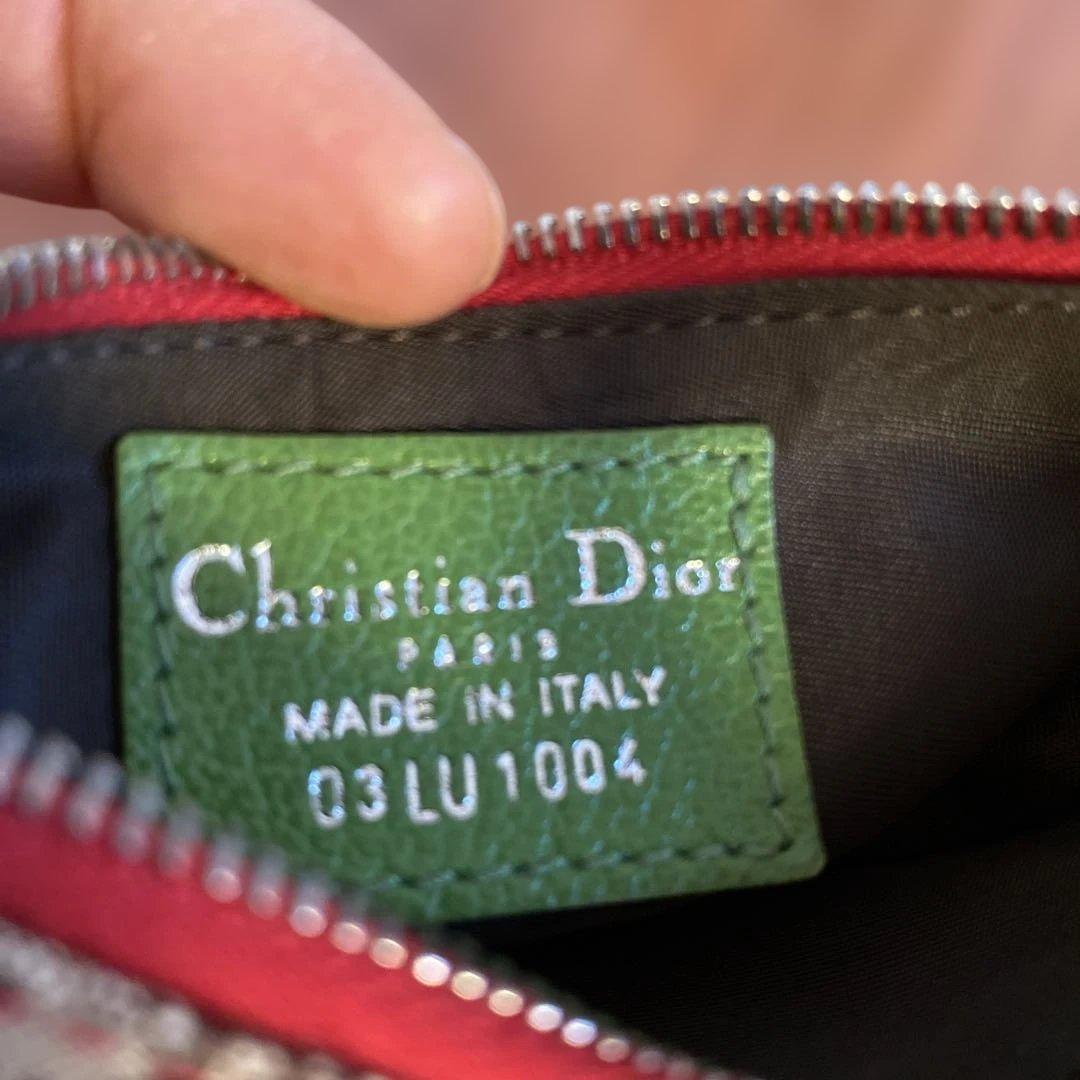 Christian Dior
PARIS
MADE IN ITALY
03LU1004